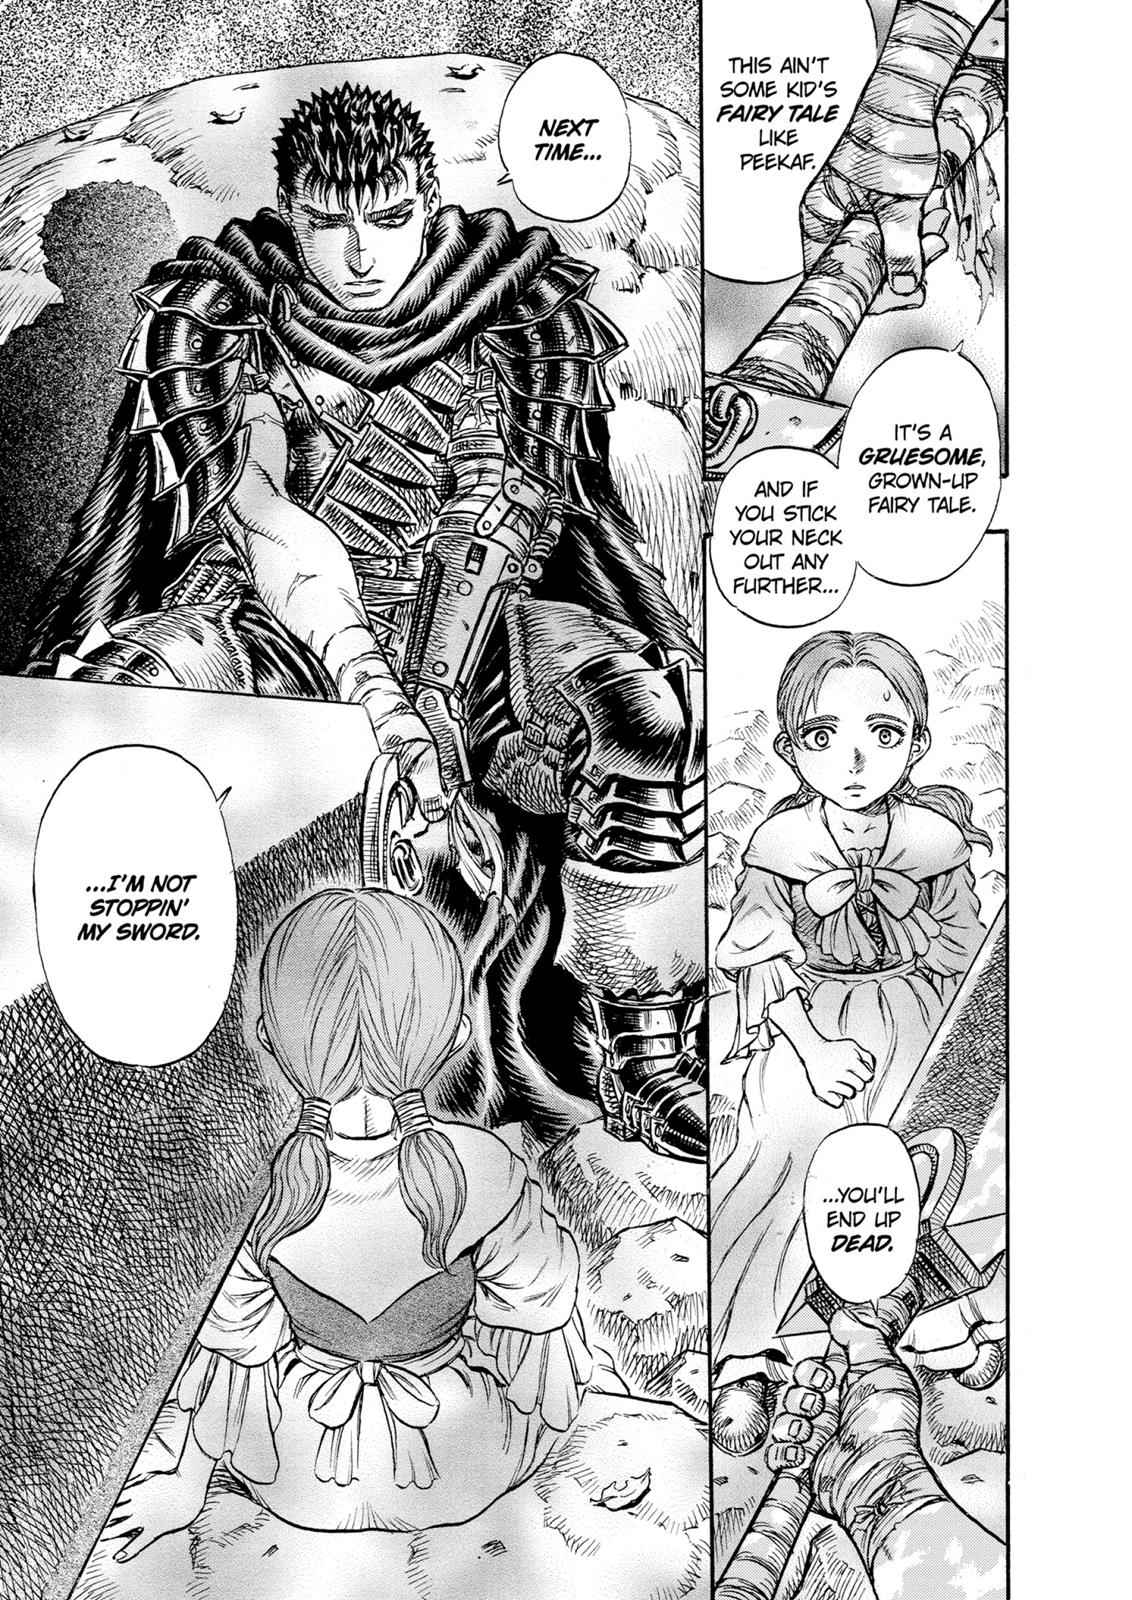 THIS AIN'T
SOME KID'S
FAIRY TALE
LIKE
PEEKAF.
IT'S A
GRUESOME,
GROWN-UP
FAIRY TALE.
AND IF
YOU STICK
YOUR NECK
OUT ANY
FURTHER...
...YOU'LL
END UP
DEAD.
NEXT
TIME...
...I'M NOT
STOPPIN'
MY SWORD.